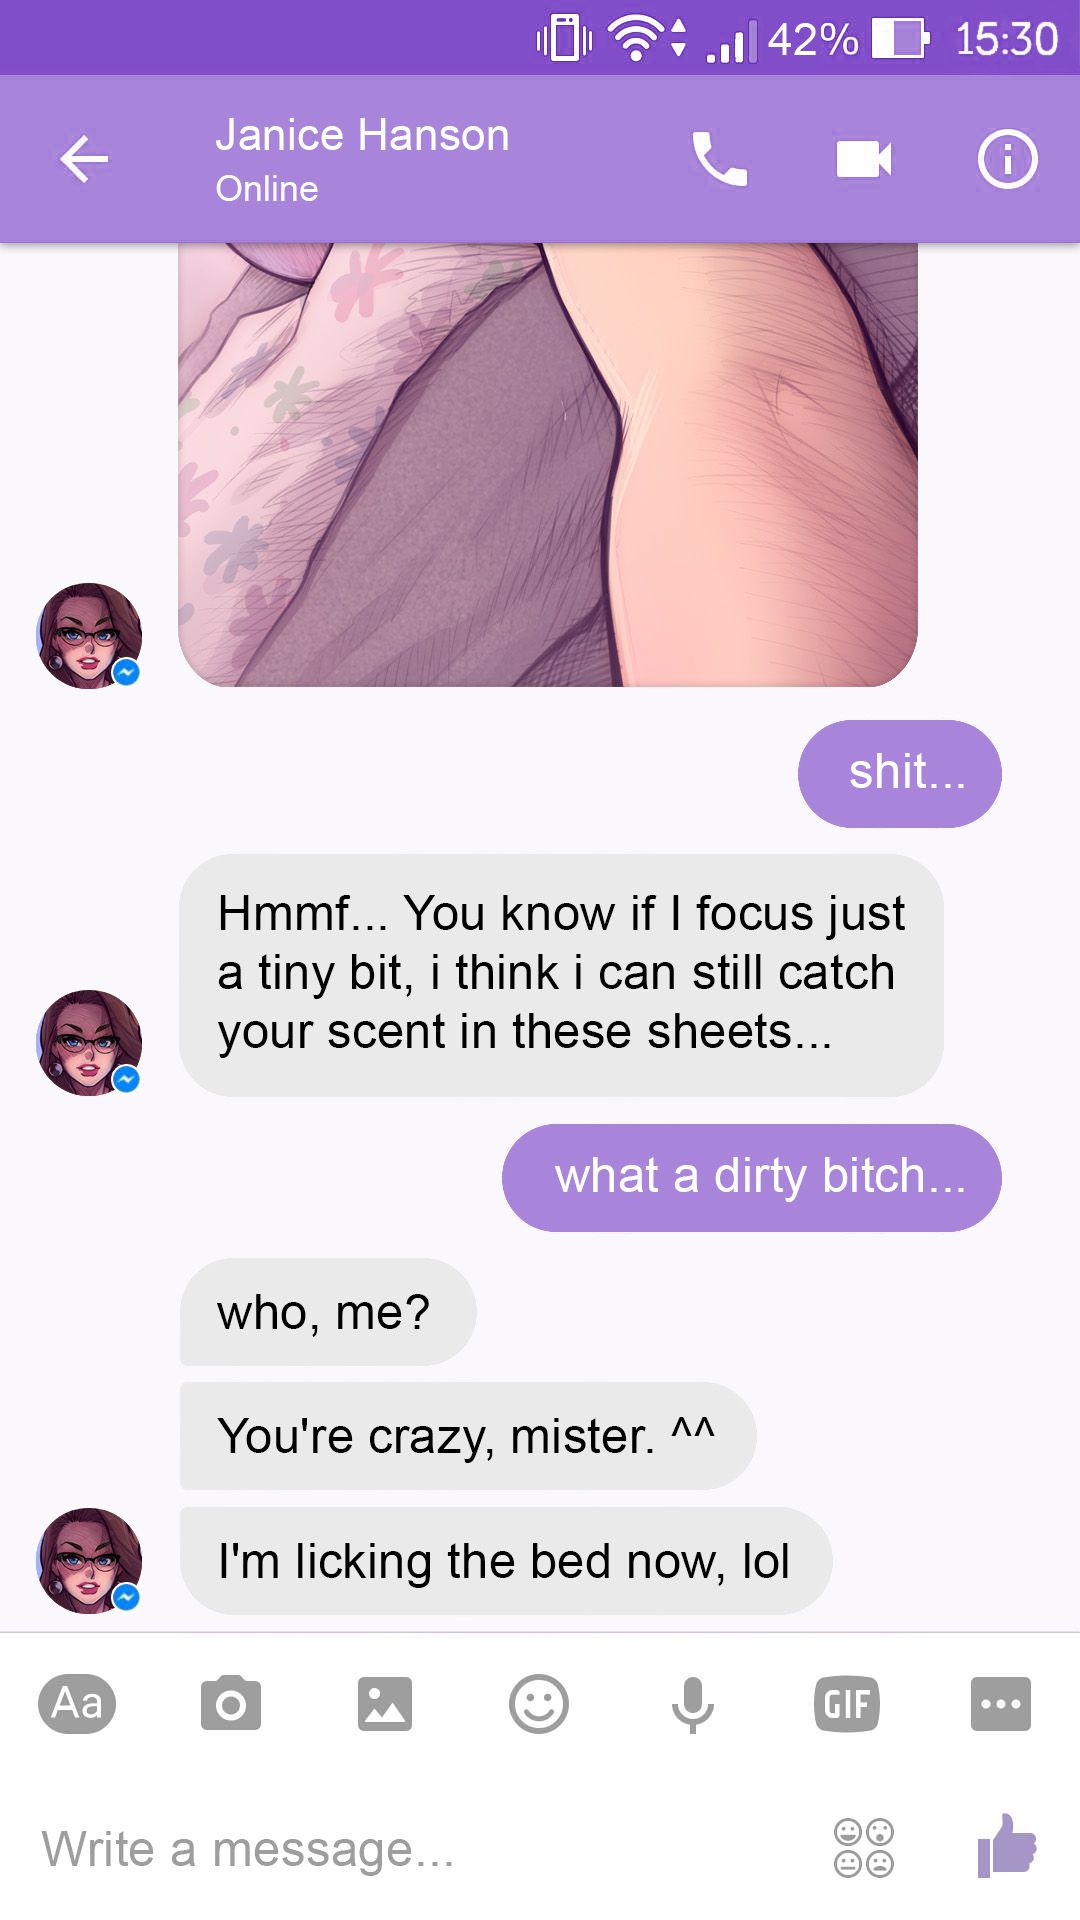 42% 15:30
Janice Hanson
Online
shit...
Hmmf... You know if I focus just
a tiny bit, i think i can still catch
your scent in these sheets...
what a dirty bitch...
who, me?
You're crazy, mister. ^^
I'm licking the bed now, lol
Aa GIF
Write a message...